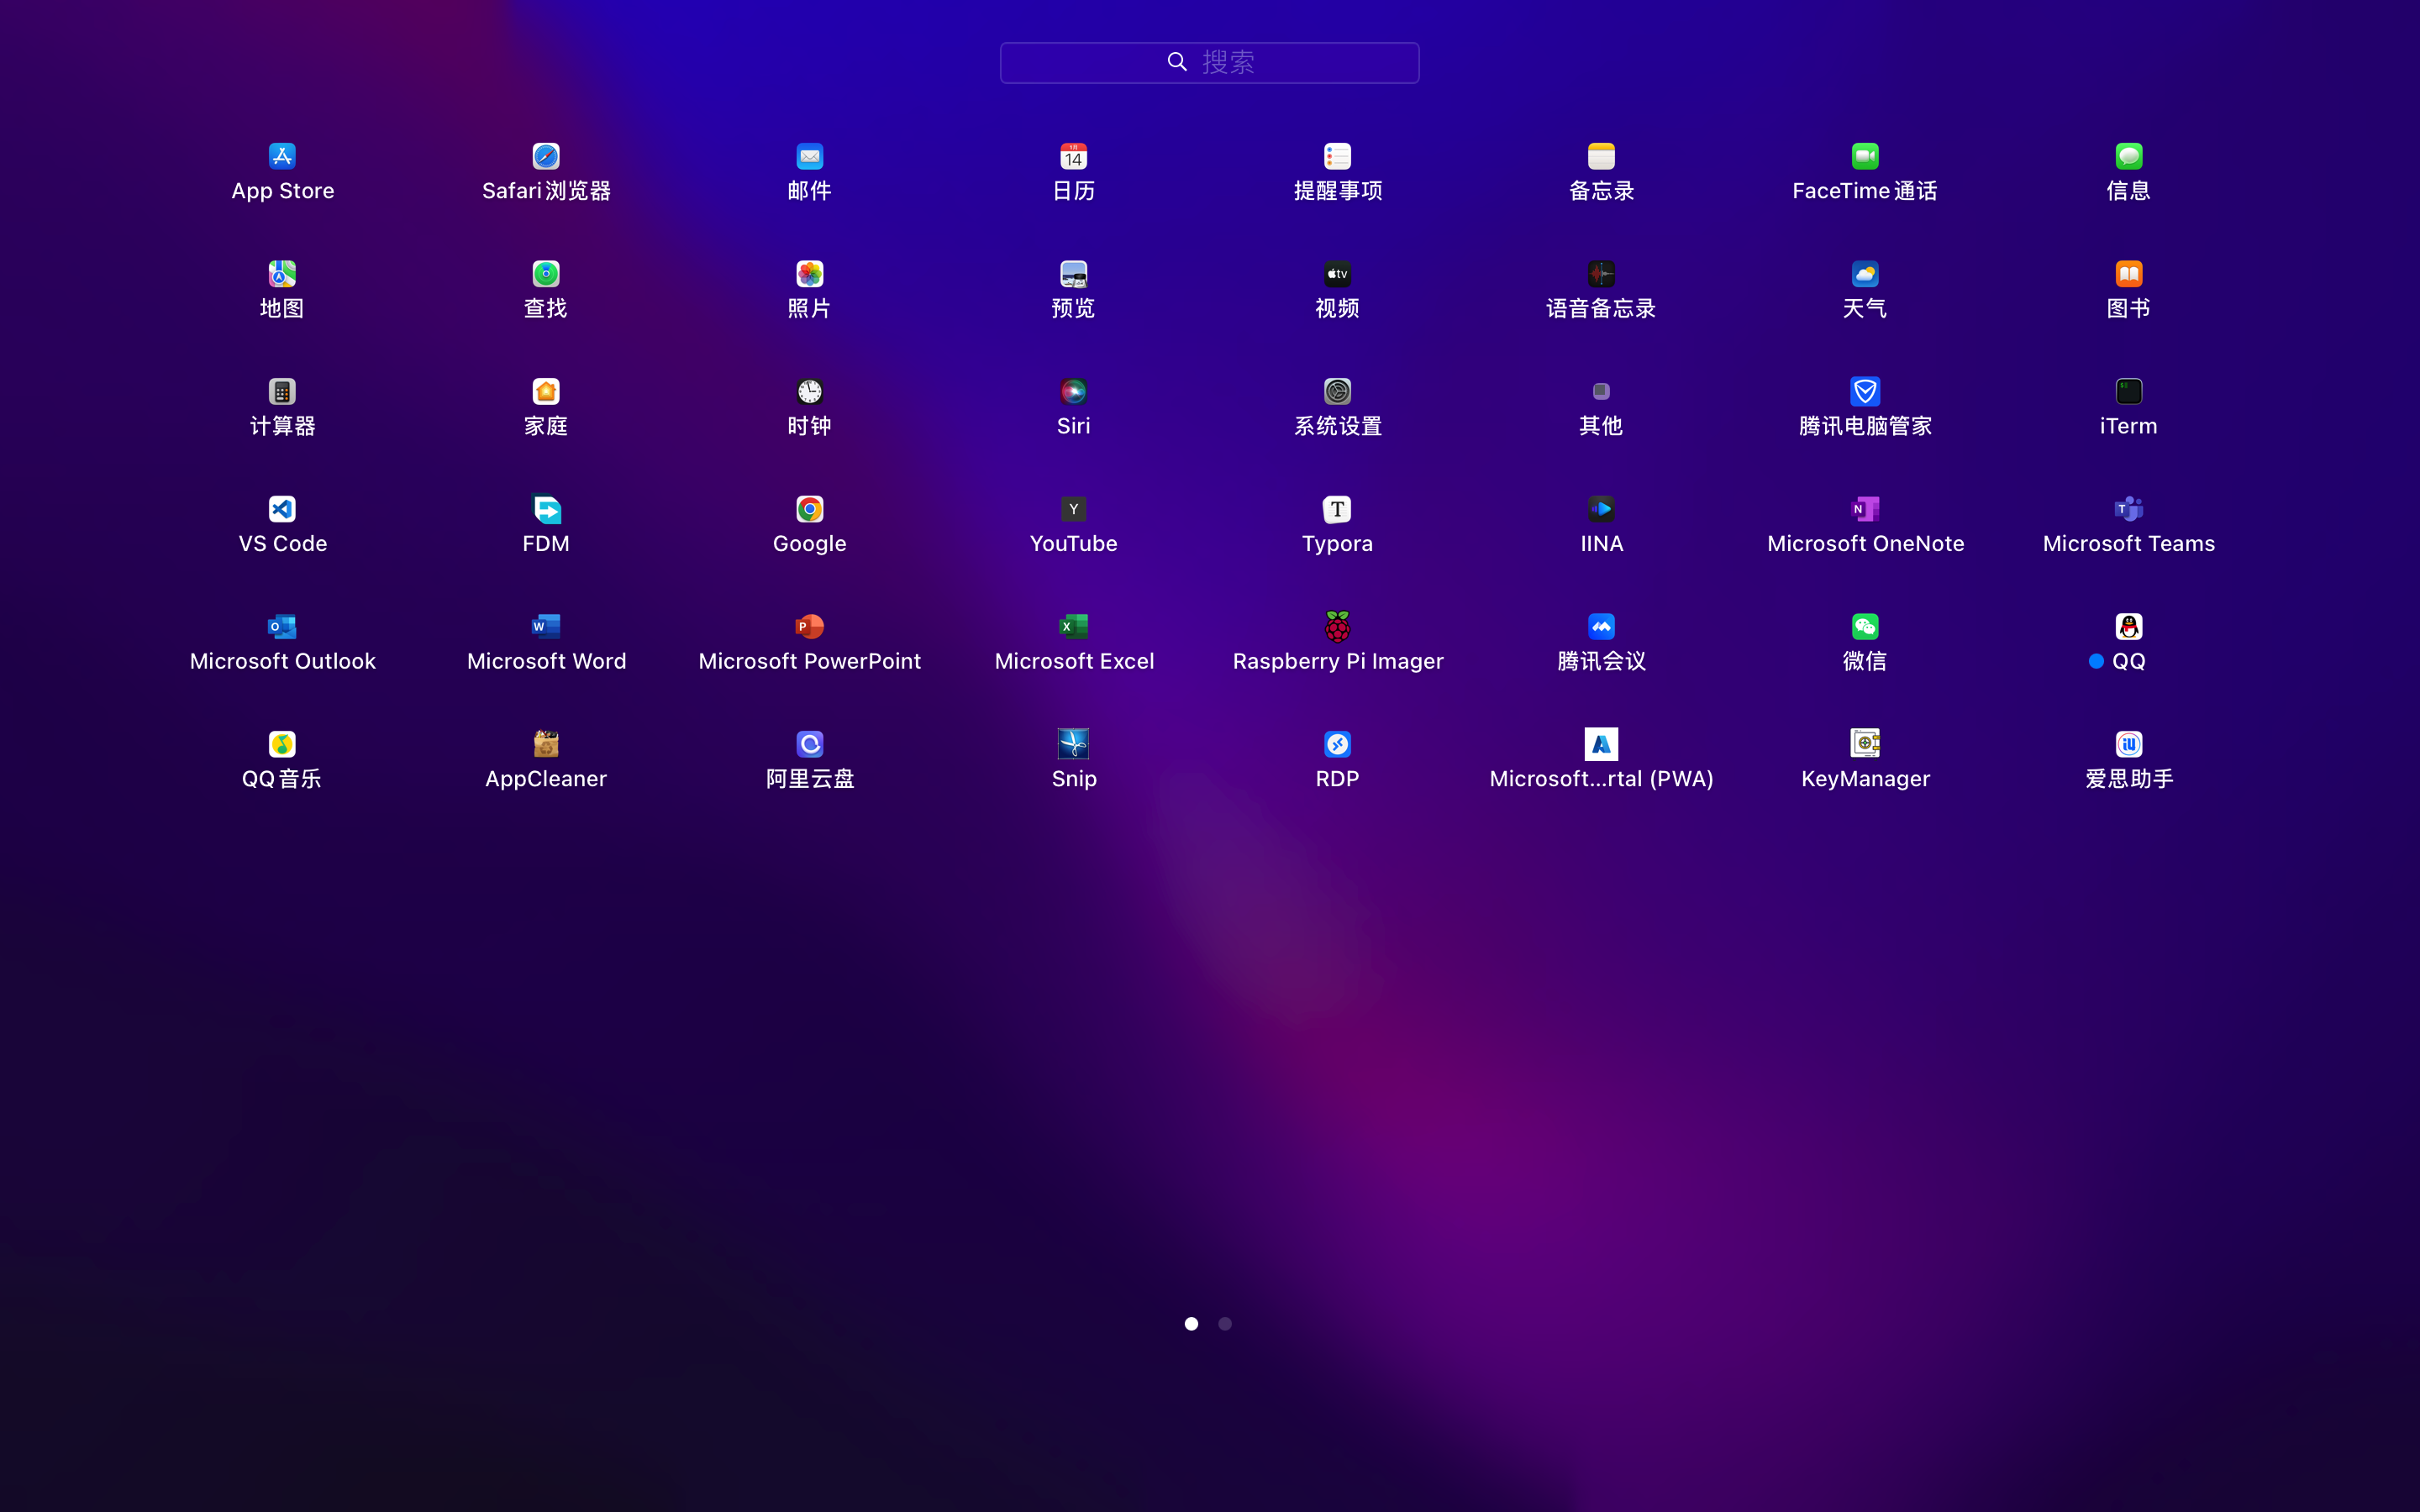 搜索
App Store Safari浏览器 邮件 日历 提醒事项 备忘录 FaceTime通话 信息
地图 查找 照片 预览 视频 语音备忘录 天气 图书
计算器 家庭 时钟 Siri 系统设置 其他 腾讯电脑管家 iTerm
VS Code FDM Google YouTube Typora IINA Microsoft OneNote Microsoft Teams
Microsoft Outlook Microsoft Word Microsoft PowerPoint Microsoft Excel Raspberry Pi Imager 腾讯会议 微信 QQ
QQ音乐 AppCleaner 阿里云盘 Snip RDP Microsoft...rtal (PWA) KeyManager 爱思助手